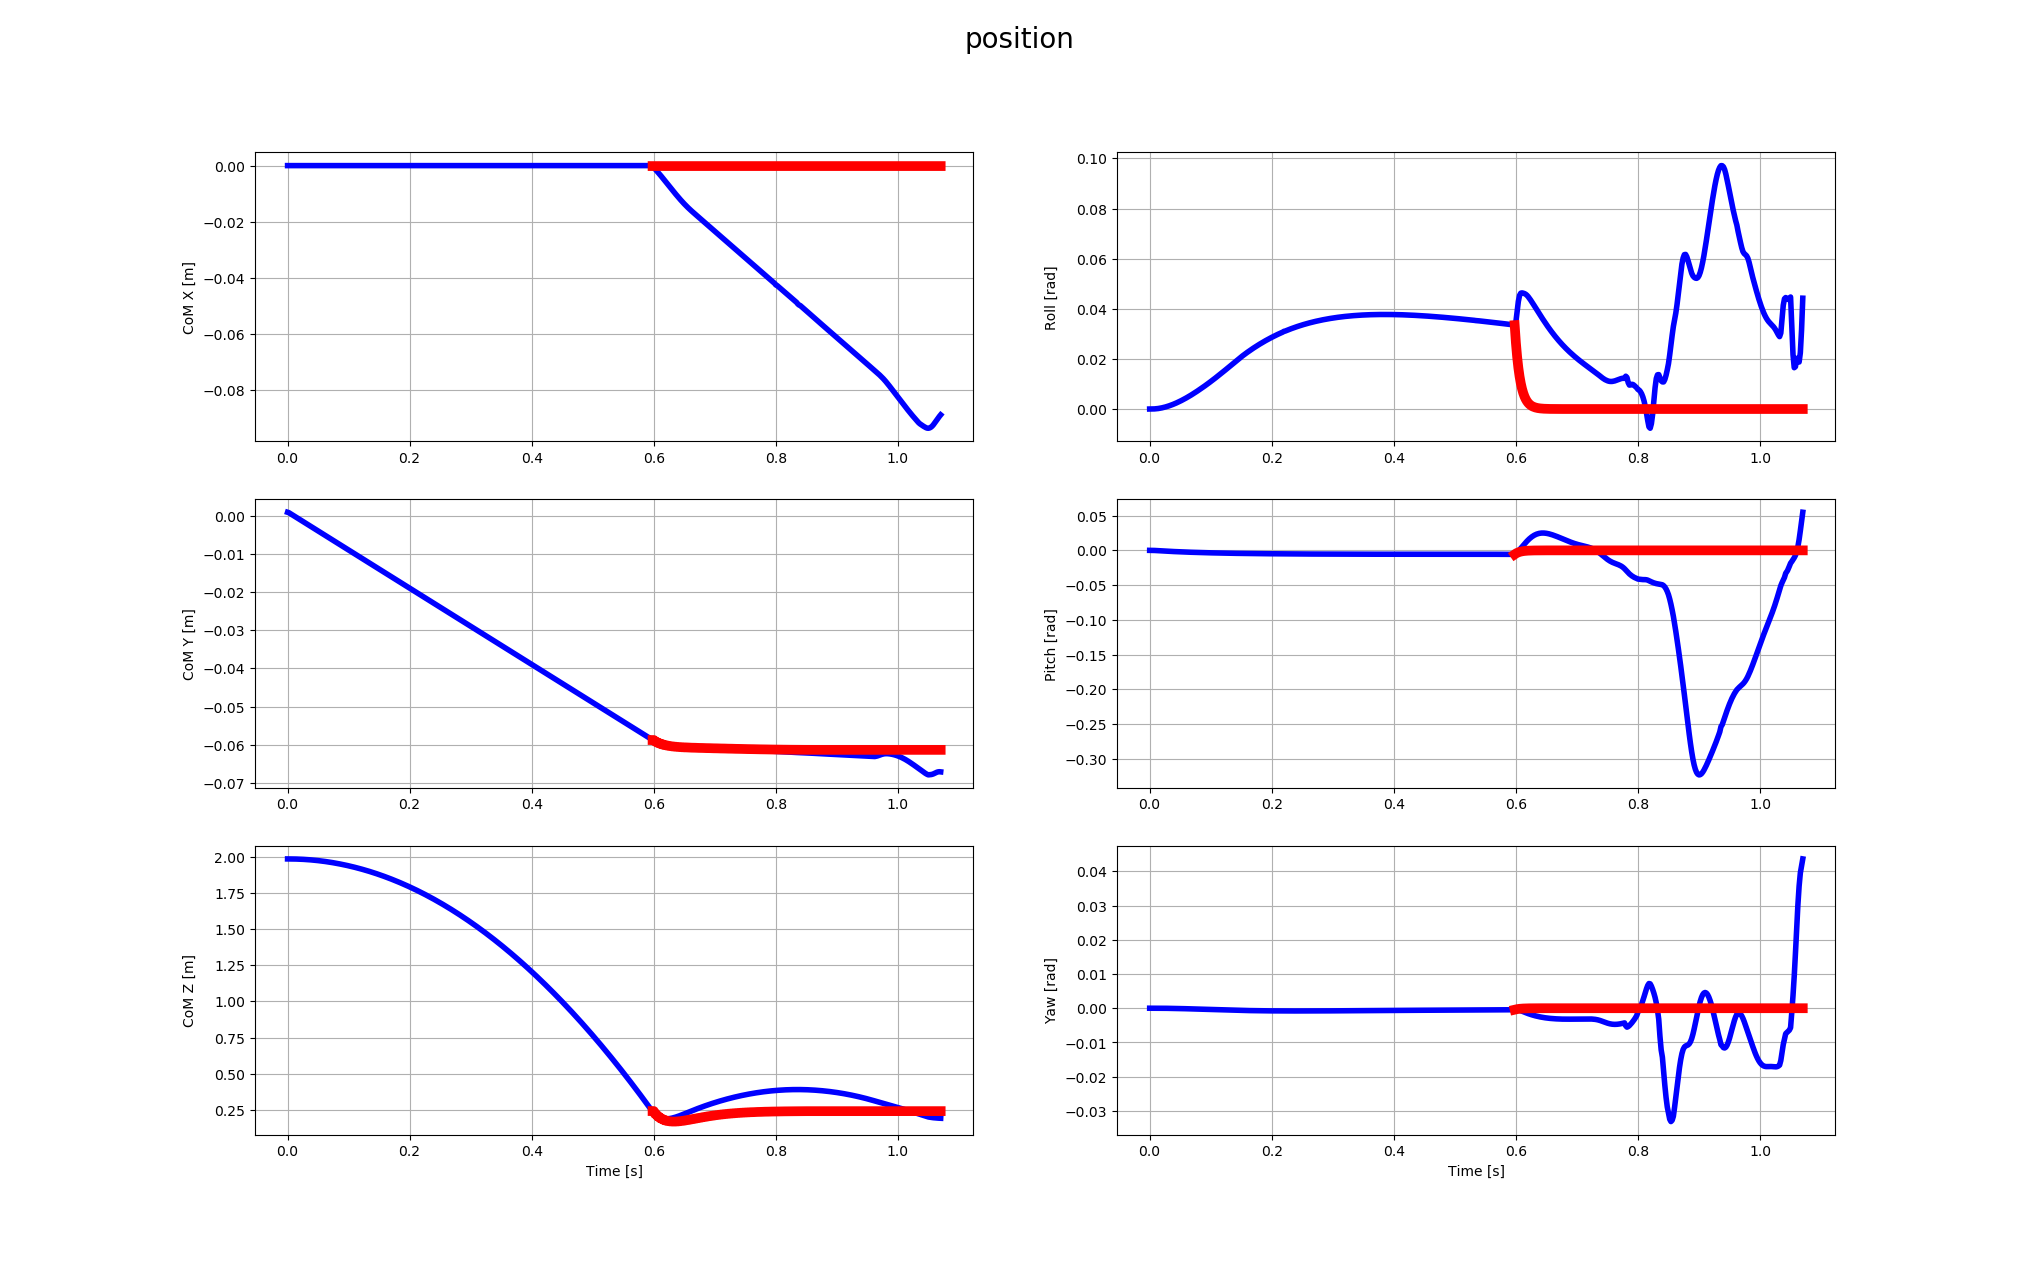 position
CoM X [m]
0.00
−0.02
−0.04
−0.06
−0.08
0.0 0.2 0.4 0.6 0.8 1.0
Roll [rad]
0.10
0.08
0.06
0.04
0.02
0.00
0.0 0.2 0.4 0.6 0.8 1.0
CoM Y [m]
0.00
−0.01
−0.02
−0.03
−0.04
−0.05
−0.06
−0.07
0.0 0.2 0.4 0.6 0.8 1.0
Pitch [rad]
0.05
0.00
−0.05
−0.10
−0.15
−0.20
−0.25
−0.30
0.0 0.2 0.4 0.6 0.8 1.0
CoM Z [m]
2.00
1.75
1.50
1.25
1.00
0.75
0.50
0.25
0.0 0.2 0.4 0.6 0.8 1.0
Time [s]
Yaw [rad]
0.04
0.03
0.02
0.01
0.00
−0.01
−0.02
−0.03
0.0 0.2 0.4 0.6 0.8 1.0
Time [s]